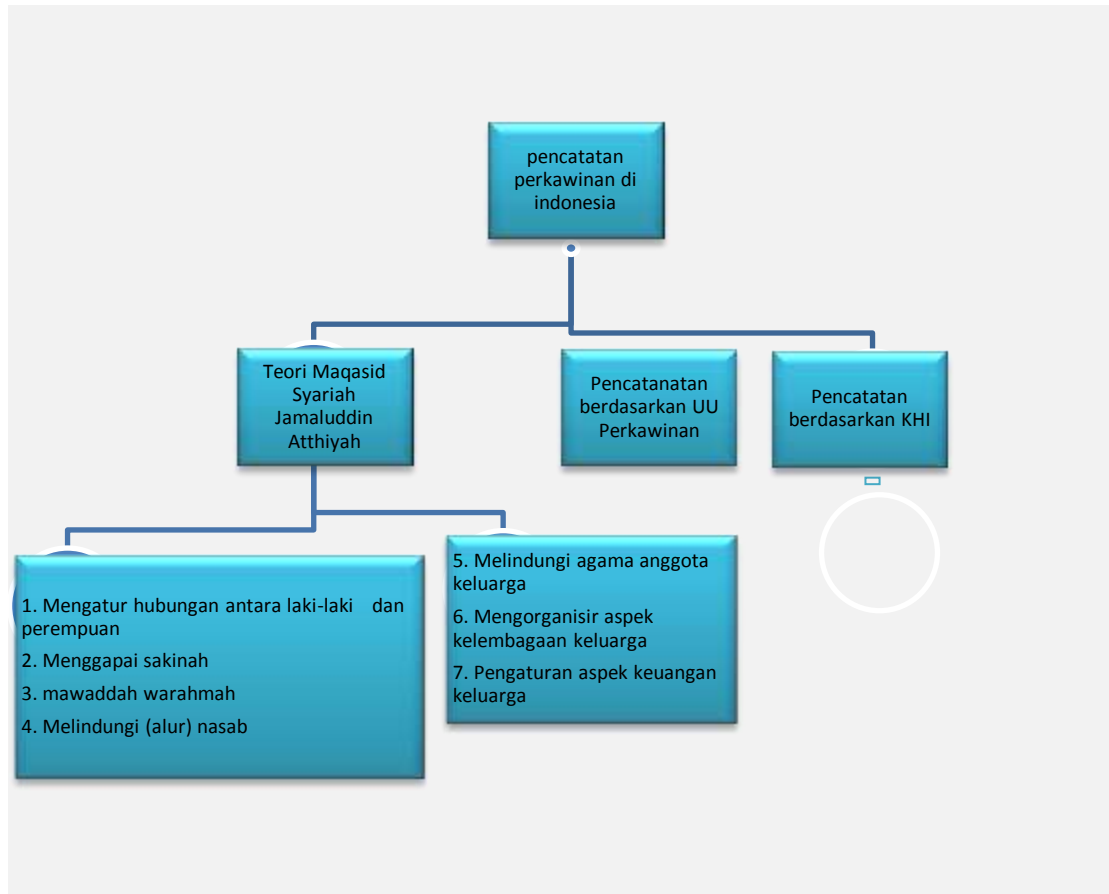 pencatatan
perkawinan di
indonesia
Teori Maqasid
Syariah
Jamaluddin
Atthiyah
Pencatanatan
berdasarkan UU
Perkawinan
Pencatatan
berdasarkan KHI
1. Mengatur hubungan antara laki-laki dan
perempuan
2. Menggapai sakinah
3. mawaddah warahmah
4. Melindungi (alur) nasab
5. Melindungi agama anggota
keluarga
6. Mengorganisir aspek
kelembagaan keluarga
7. Pengaturan aspek keuangan
keluarga